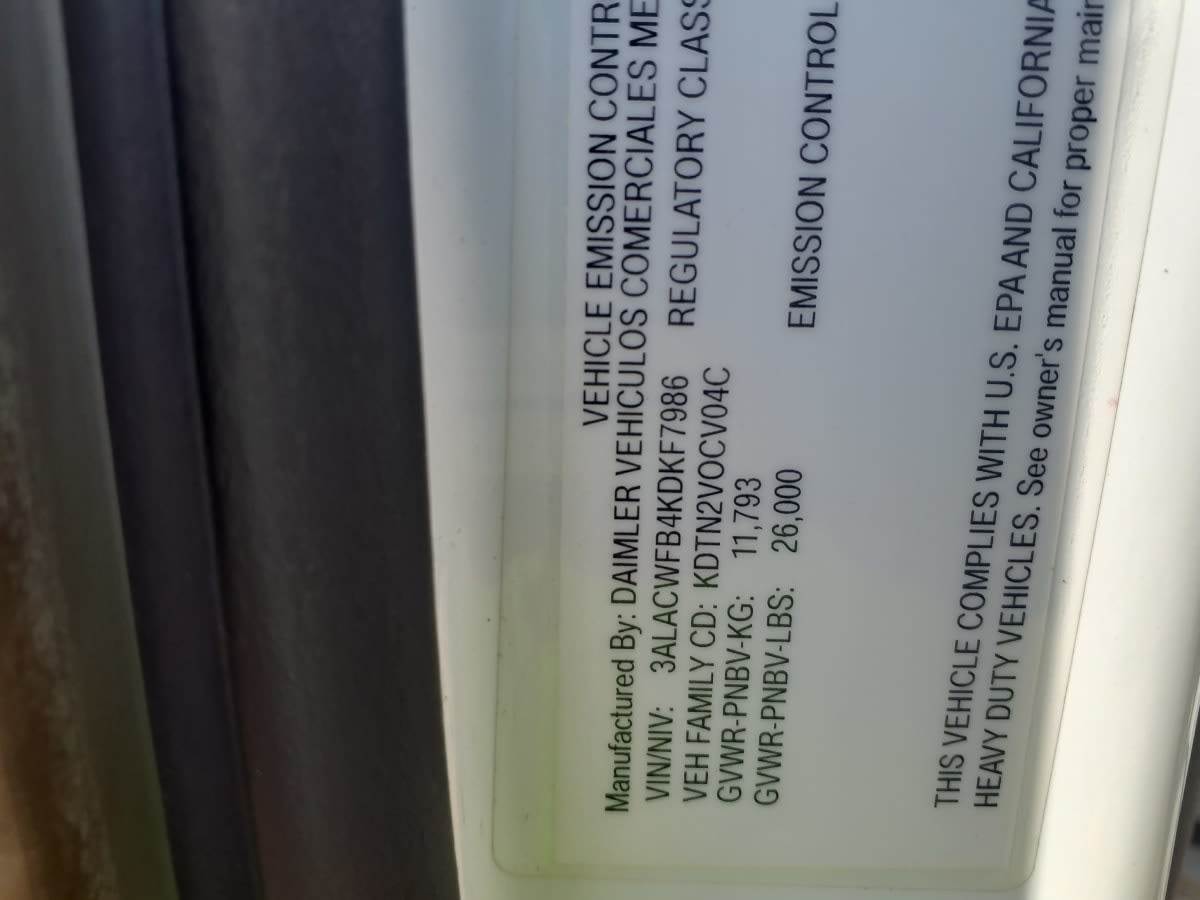 VEHICLE EMISSION CONTR
Manufactured By: DAIMLER VEHICULOS COMERCIALES ME
VIN/NIV: 3ALACWFB4KDKF7986 REGULATORY CLASS
VEH FAMILY CD: KDTN2VOCV04C
GVWR-PNBV-KG: 11,793
GVWR-PNBV-LBS: 26,000
EMISSION CONTROL
THIS VEHICLE COMPLIES WITH U.S. EPA AND CALIFORNIA
HEAVY DUTY VEHICLES. See owner's manual for proper main